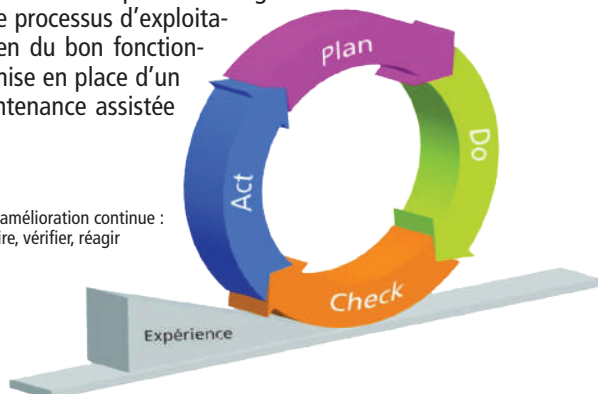 e processus d'exploita-
en du bon fonction-
mise en place d'un
ntenance assistée
amélioration continue :
ire, vérifier, réagir
Plan
Do
Check
Act
Expérience